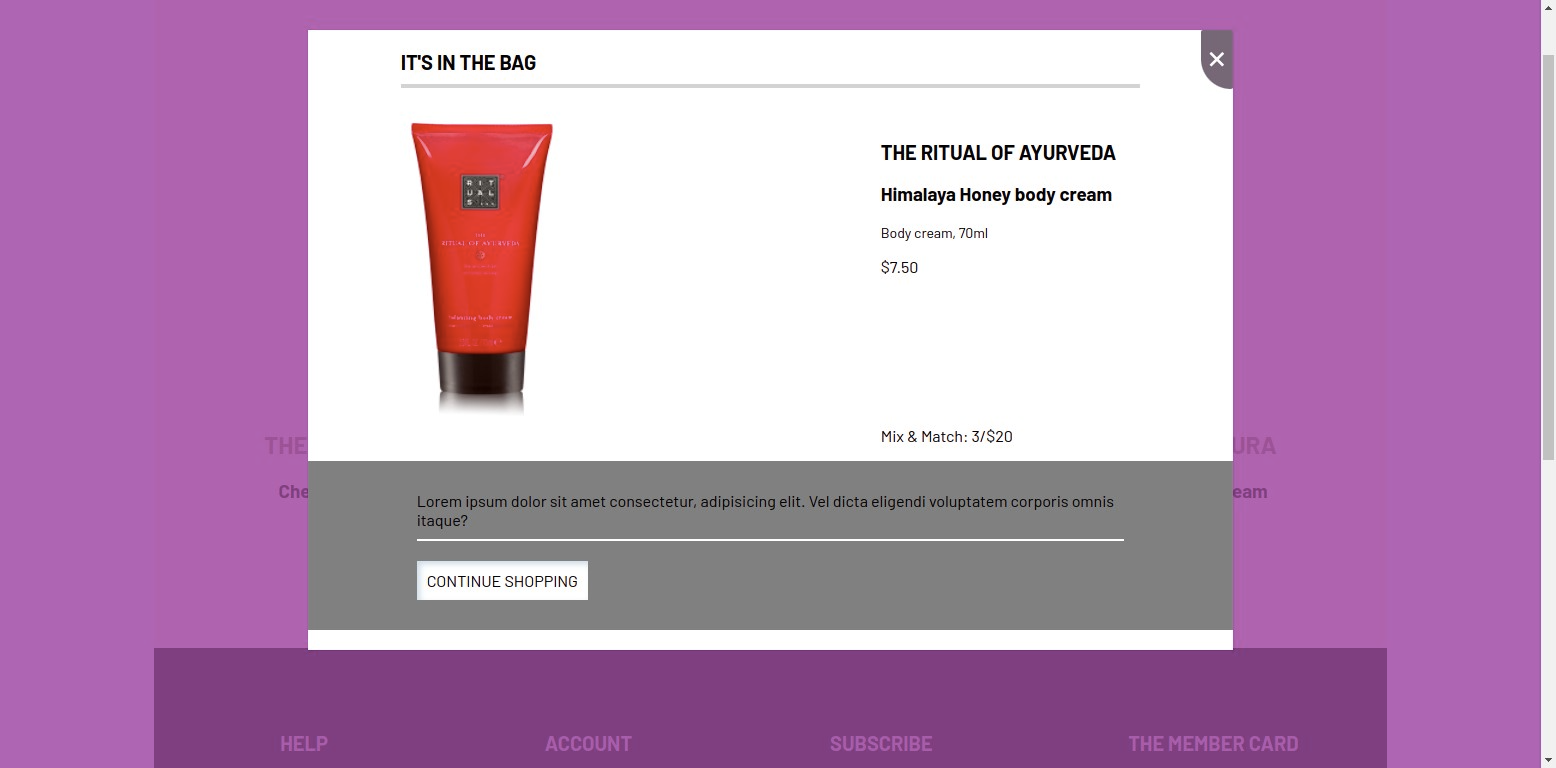 IT'S IN THE BAG
RIT
UAL
S...
THE
RITUAL OF AYURVEDA
THE RITUAL OF AYURVEDA
Himalaya Honey body cream
Body cream, 70ml
$7.50
Mix & Match: 3/$20
THE
URA
Che
eam
Lorem ipsum dolor sit amet consectetur, adipisicing elit. Vel dicta eligendi voluptatem corporis omnis
itaque?
CONTINUE SHOPPING
HELP ACCOUNT SUBSCRIBE THE MEMBER CARD